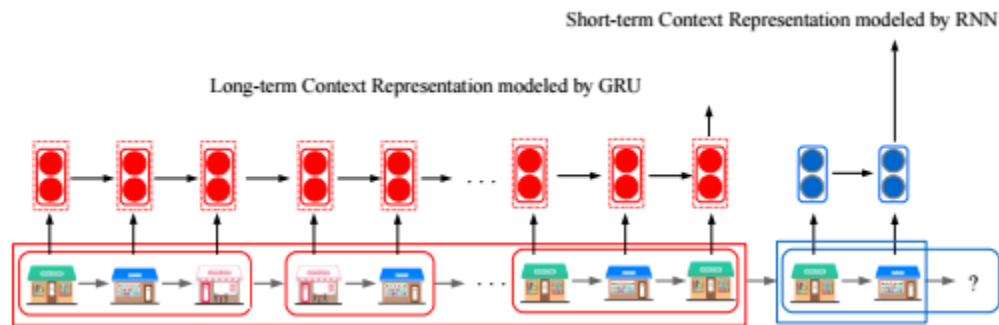 Short-term Context Representation modeled by RNN
Long-term Context Representation modeled by GRU
. . .
. . .
?